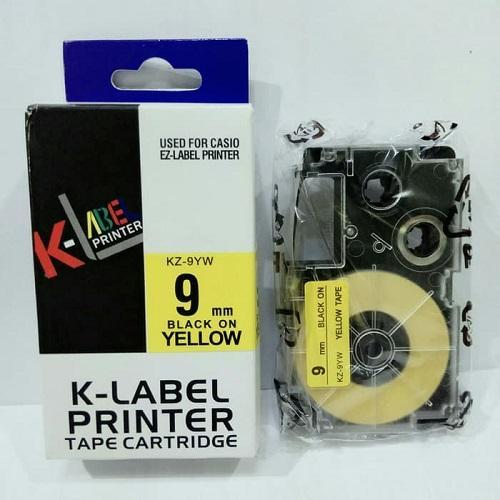 USED FOR CASIO
EZ-LABEL PRINTER
K-LABEL
PRINTER
KZ-9YW
9 mm
BLACK ON
YELLOW
K-LABEL
PRINTER
TAPE CARTRIDGE
9 mm BLACK ON
KZ-9YW YELLOW TAPE